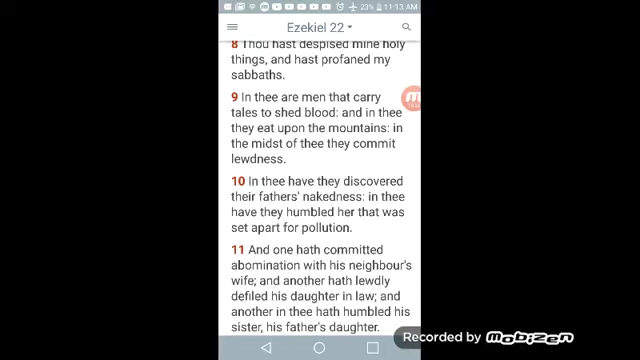 23% 11:13 AM
Ezekiel 22
8 Thou hast despised mine holy
things, and hast profaned my
sabbaths.
9 In thee are men that carry
tales to shed blood: and in thee
they eat upon the mountains: in
the midst of thee they commit
lewdness.
10 In thee have they discovered
their fathers' nakedness: in thee
have they humbled her that was
set apart for pollution.
11 And one hath committed
abomination with his neighbour's
wife; and another hath lewdly
defiled his daughter in law; and
another in thee hath humbled his
sister, his father's daughter.
Recorded by Mobizen